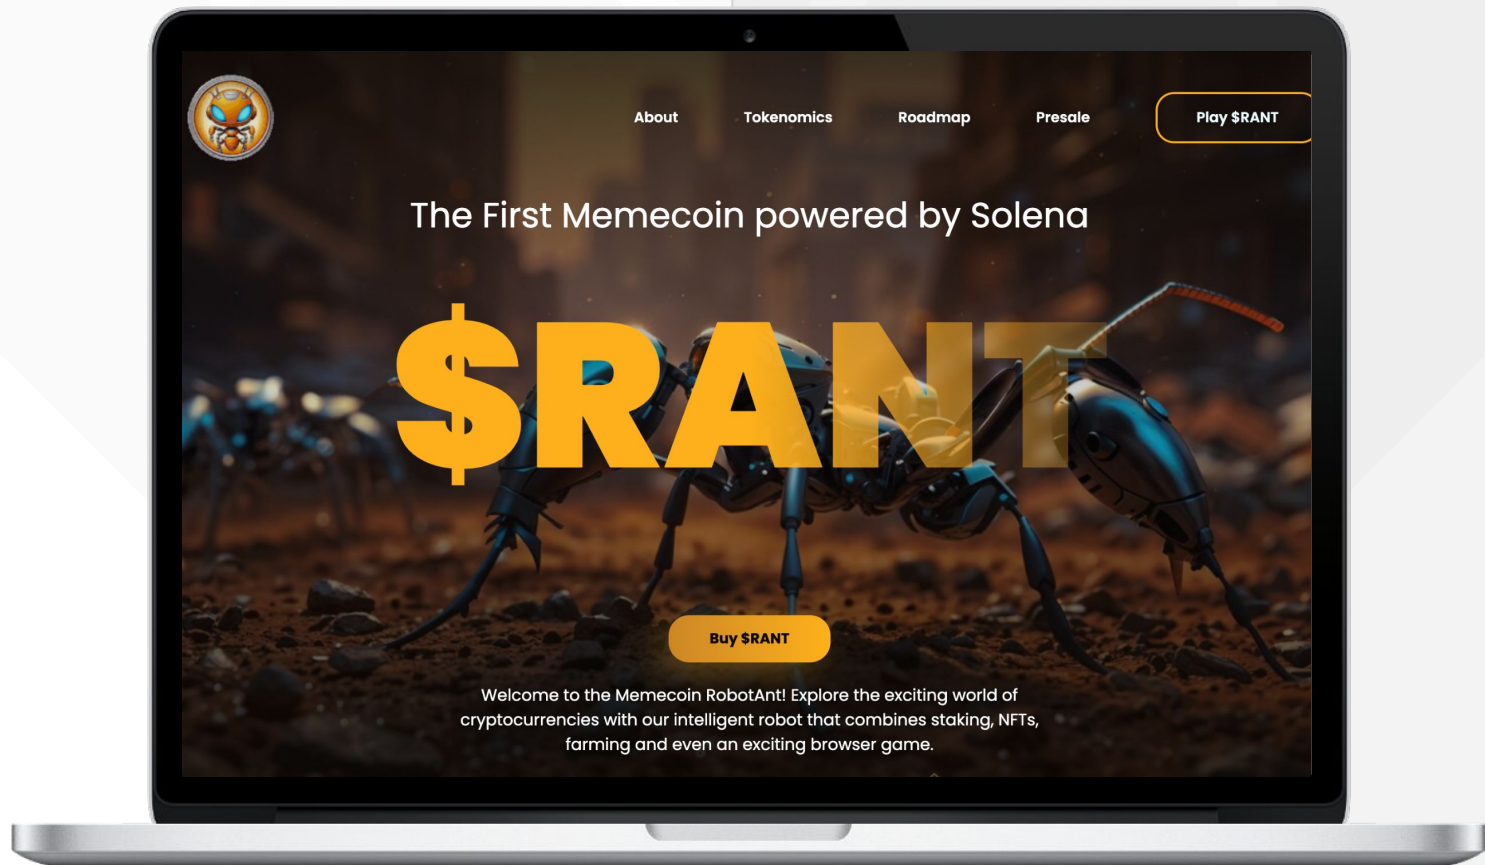 About
Tokenomics
Roadmap
Presale
Play $RANT
The First Memecoin powered by Solena
$RANT
Buy $RANT
Welcome to the Memecoin RobotAnt! Explore the exciting world of
cryptocurrencies with our intelligent robot that combines staking, NFTs,
farming and even an exciting browser game.